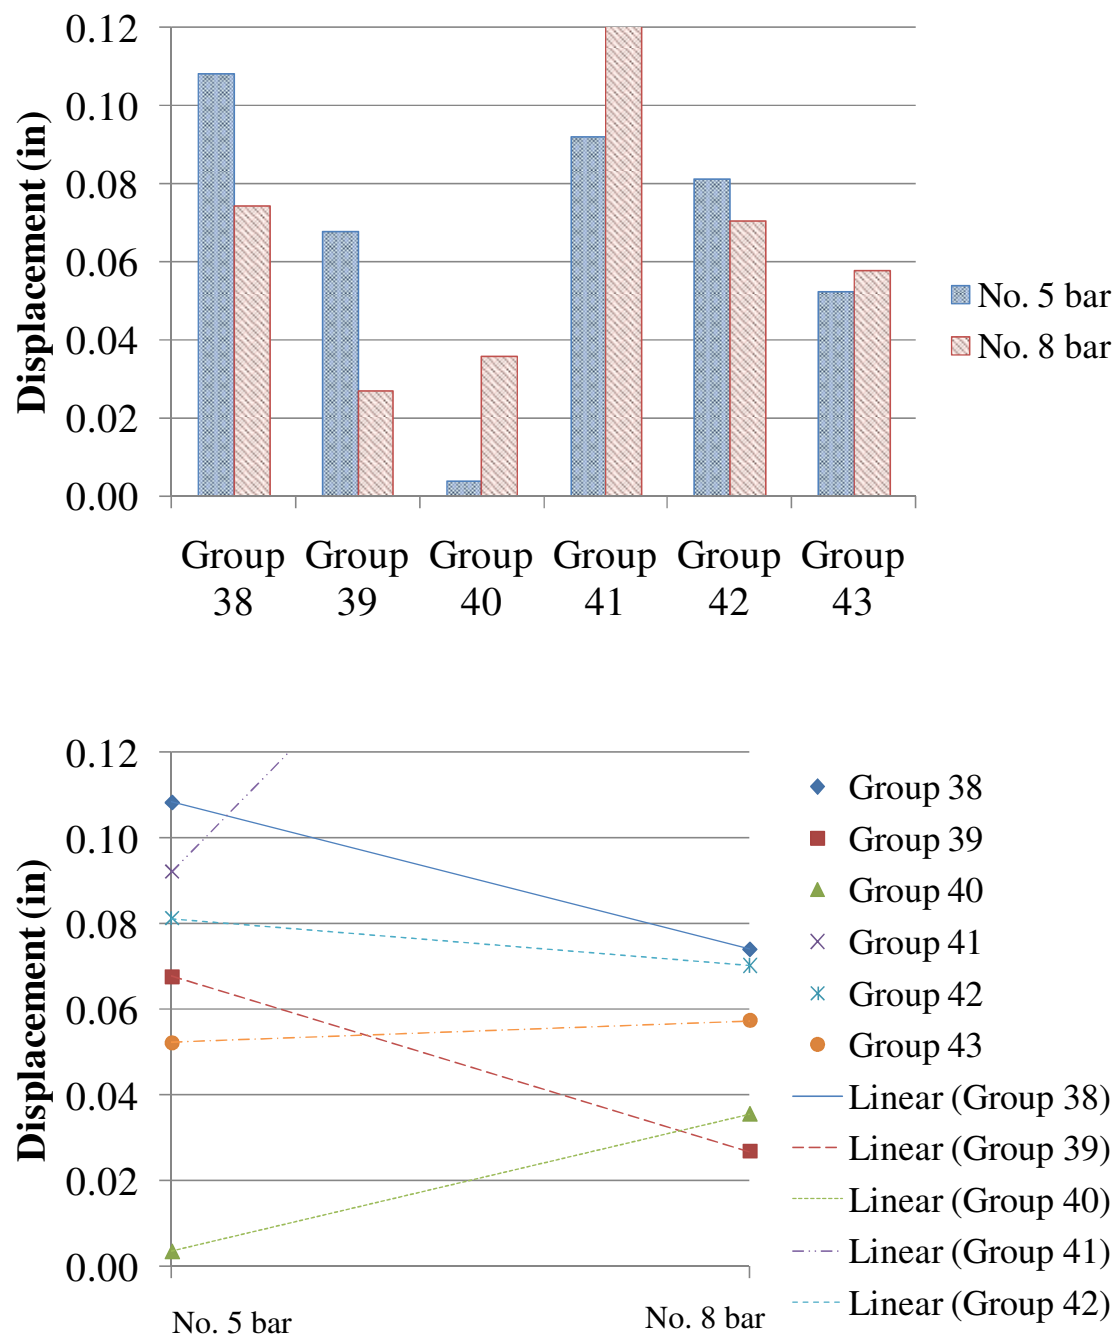 0.12
0.10
0.08
0.06
0.04
0.02
0.00
Displacement (in)
Group 38
Group 39
Group 40
Group 41
Group 42
Group 43
No. 5 bar
No. 8 bar
0.12
0.10
0.08
0.06
0.04
0.02
0.00
Displacement (in)
No. 5 bar
No. 8 bar
Group 38
Group 39
Group 40
Group 41
Group 42
Group 43
Linear (Group 38)
Linear (Group 39)
Linear (Group 40)
Linear (Group 41)
Linear (Group 42)